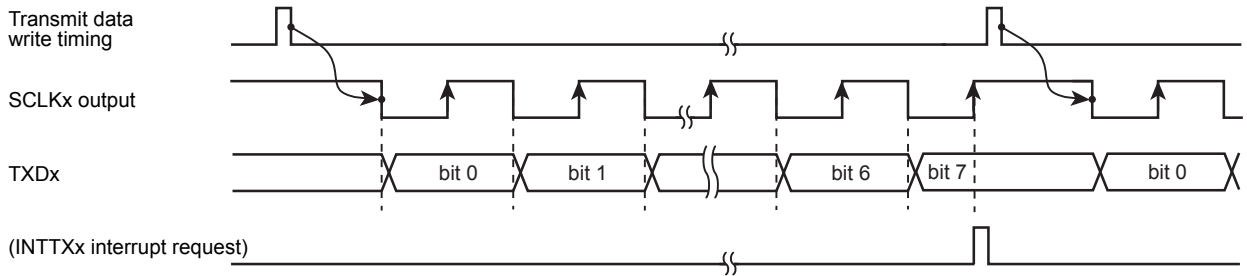 Transmit data
write timing
SCLKx output
TXDx
bit 0
bit 1
bit 6
bit 7
bit 0
(INTTXx interrupt request)